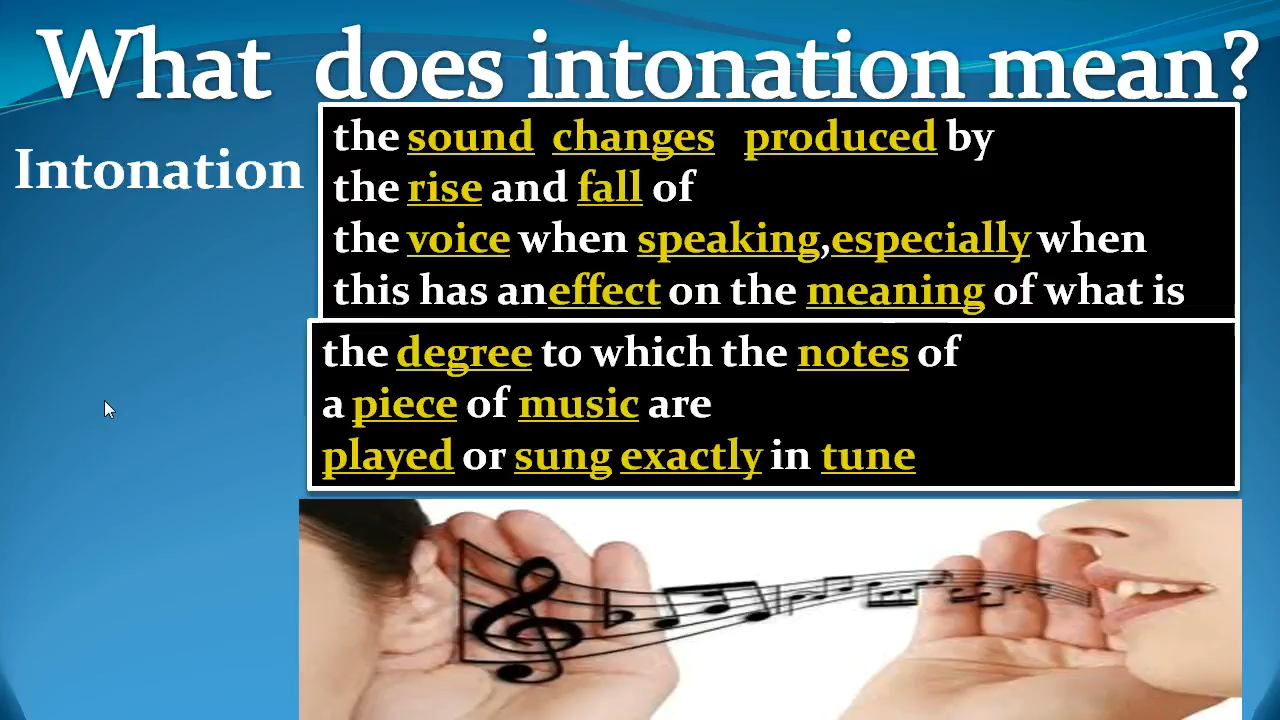 What does intonation mean?
Intonation
the sound changes produced by
the rise and fall of
the voice when speaking,especially when
this has aneffect on the meaning of what is
the degree to which the notes of
a piece of music are
played or sung exactly in tune